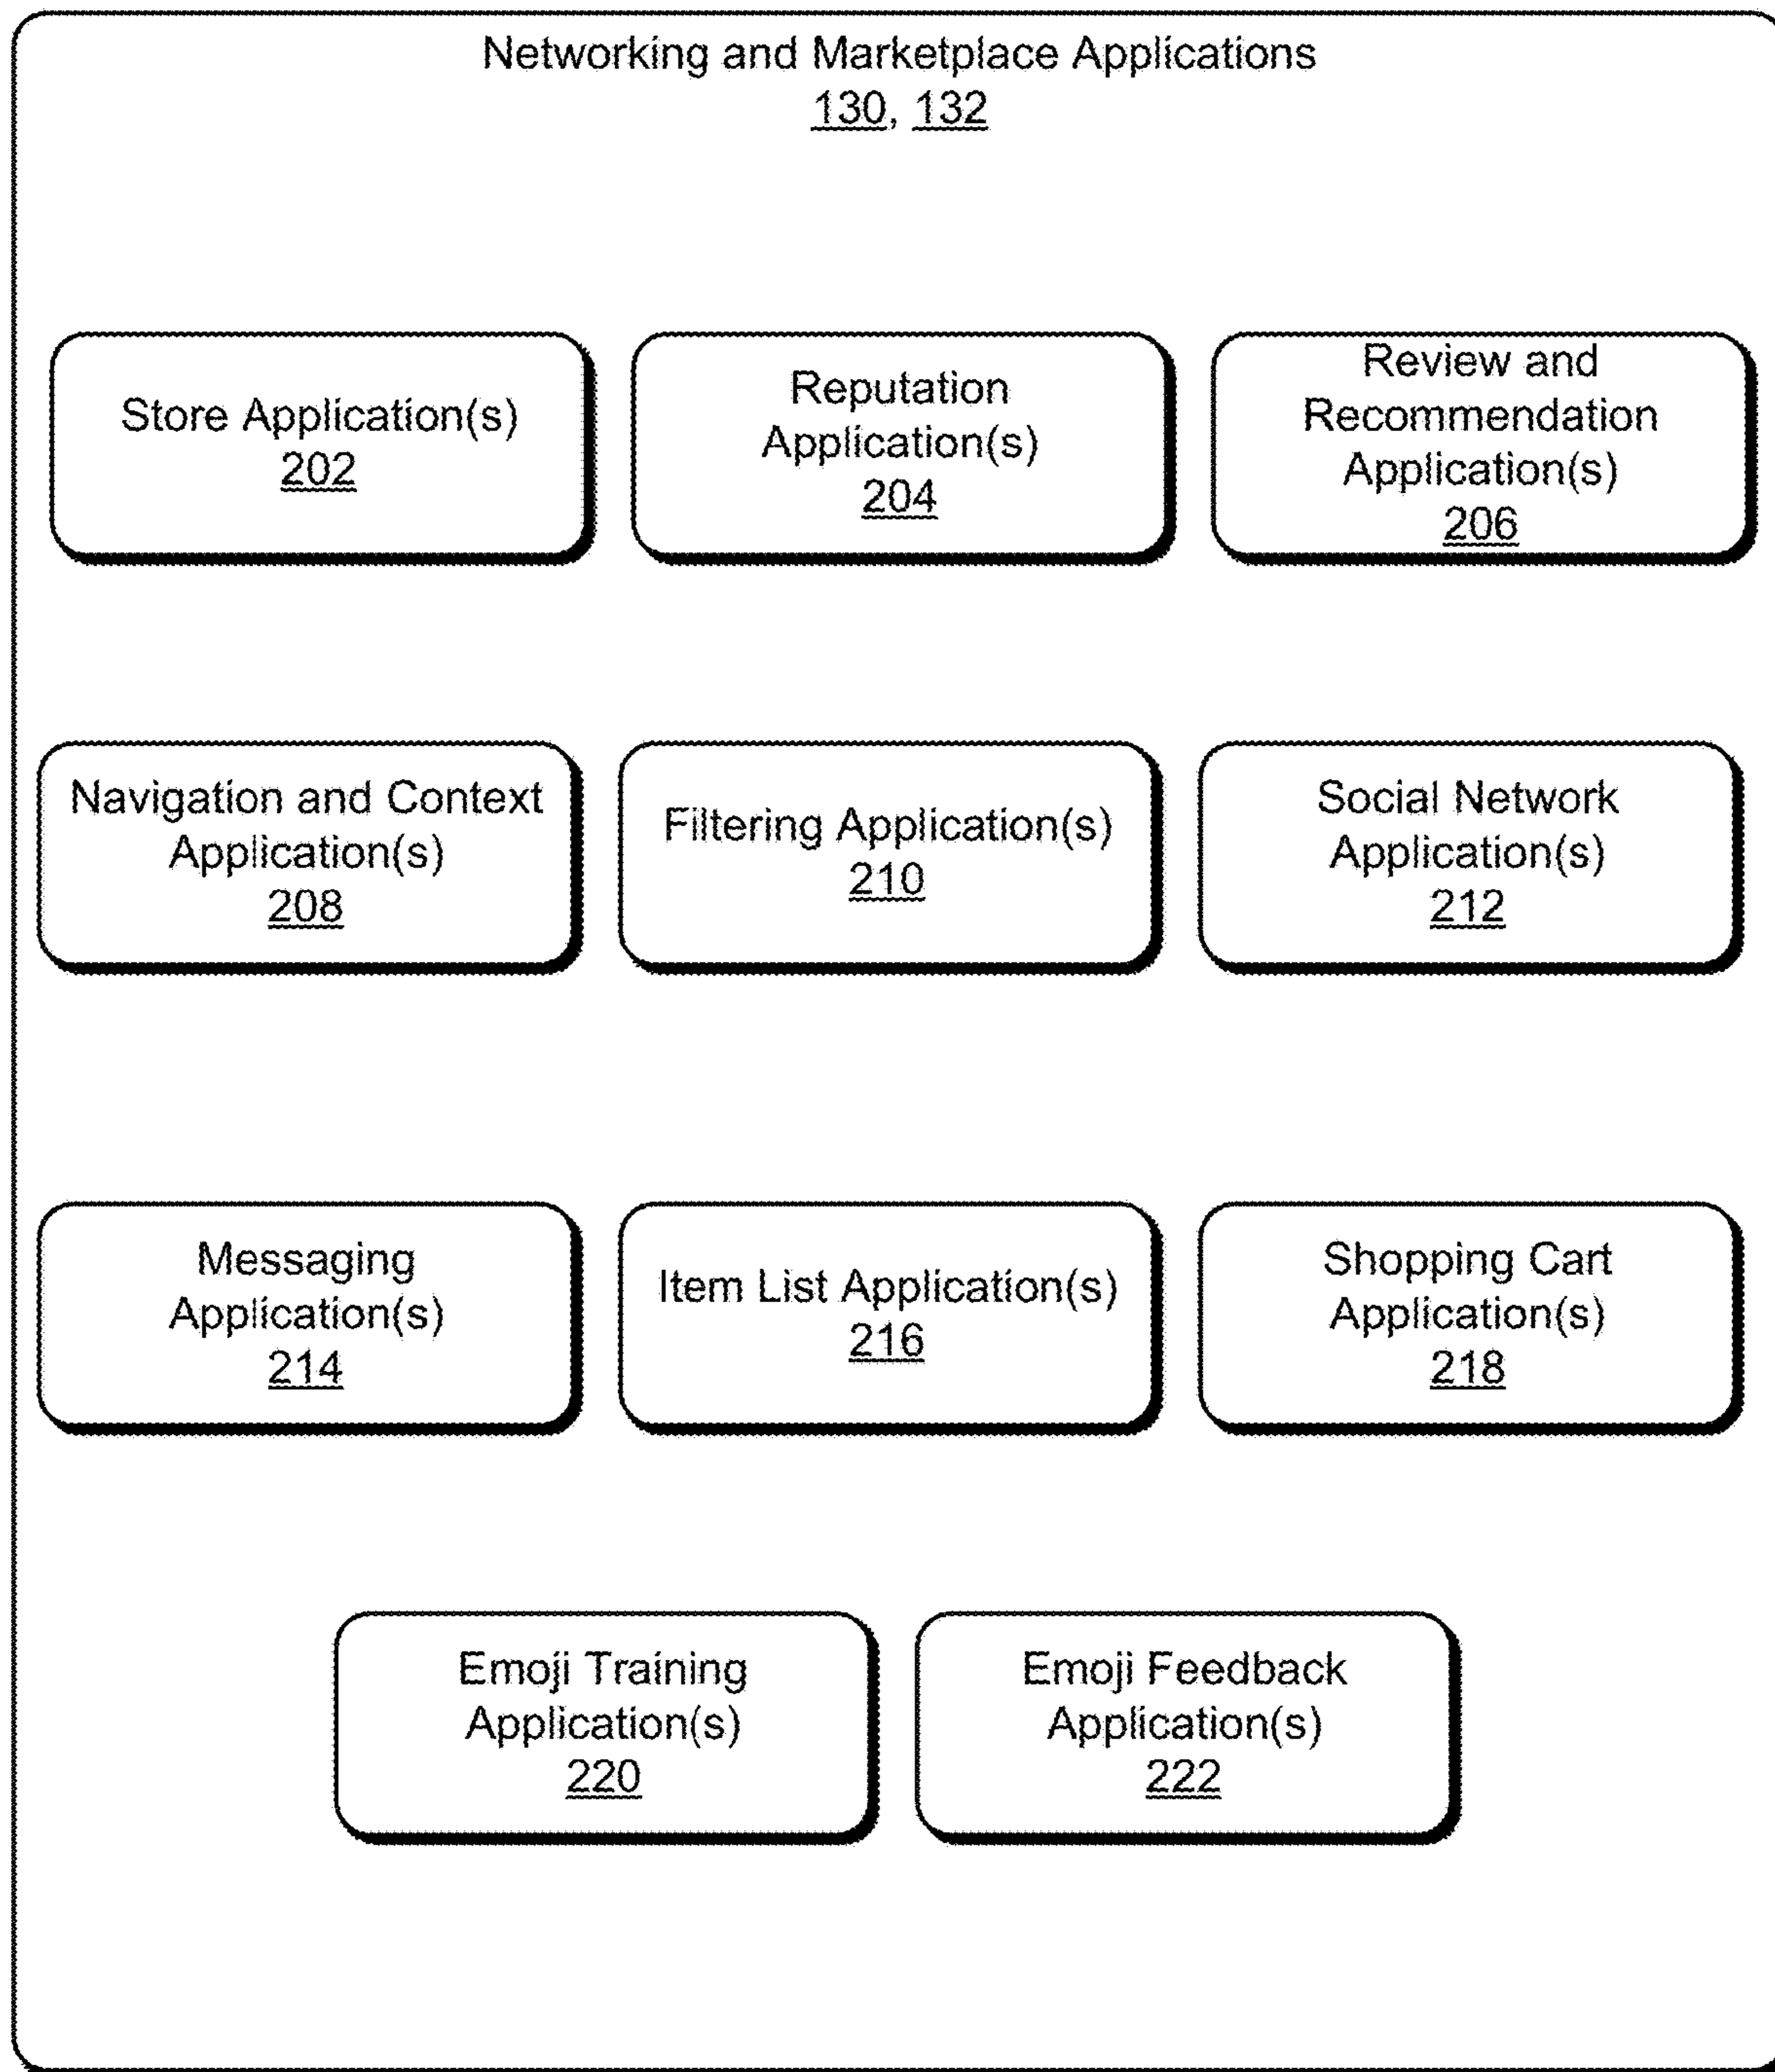 Networking and Marketplace Applications
130, 132
Store Application(s)
202
Reputation
Application(s)
204
Review and
Recommendation
Application(s)
206
Navigation and Context
Application(s)
208
Filtering Application(s)
210
Social Network
Application(s)
212
Messaging
Application(s)
214
Item List Application(s)
216
Shopping Cart
Application(s)
218
Emoji Training
Application(s)
220
Emoji Feedback
Application(s)
222